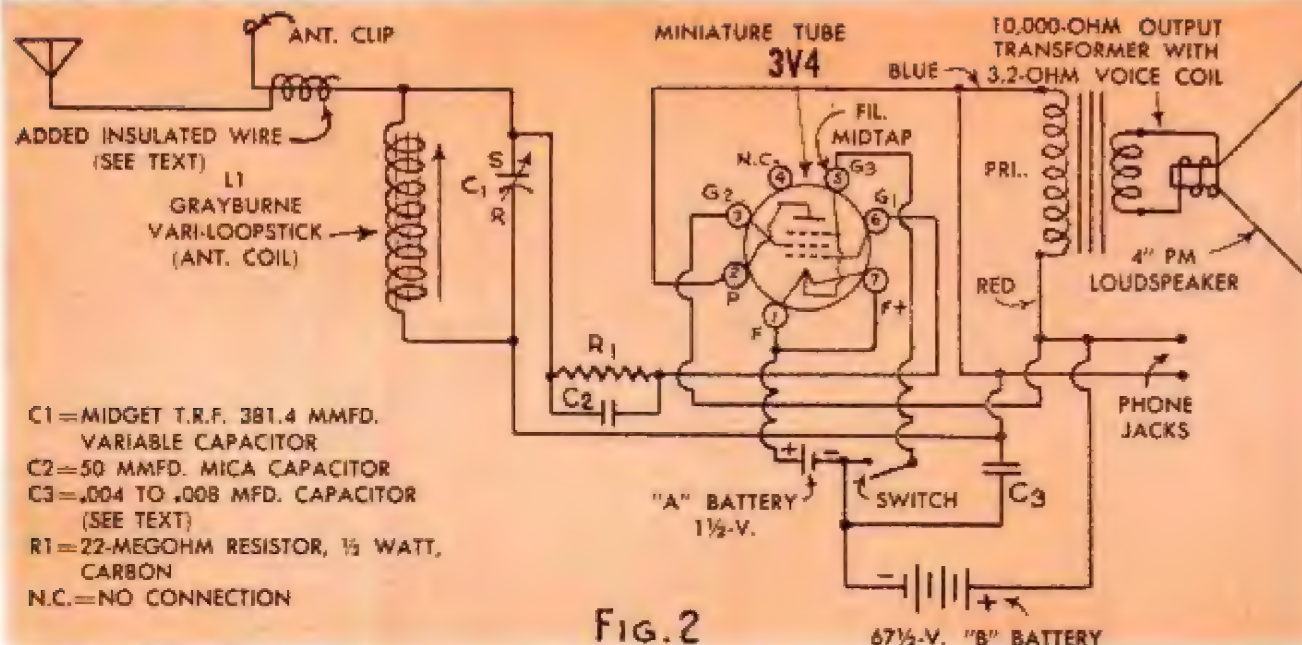 ANT. CLIP
ADDED INSULATED WIRE
(SEE TEXT)
L1
GRAYBURNE
VARI-LOOPSTICK
(ANT. COIL)
S
C1
R
MINIATURE TUBE
3V4
BLUE
10,000-OHM OUTPUT
TRANSFORMER WITH
3.2-OHM VOICE COIL
FIL.
MIDTAP
N.C.
4
5
G3
G2
3
G1
6
2
P
7
F+
1
F
PRI..
RED
4" PM
LOUDSPEAKER
PHONE
JACKS
R1
C2
+
-
"A" BATTERY
1½-V.
SWITCH
C3
-
+
67½-V. "B" BATTERY
C1=MIDGET T.R.F. 381.4 MMFD.
VARIABLE CAPACITOR
C2=50 MMFD. MICA CAPACITOR
C3=.004 TO .008 MFD. CAPACITOR
(SEE TEXT)
R1=22-MEGOHM RESISTOR, ½ WATT,
CARBON
N.C.=NO CONNECTION
FIG.2